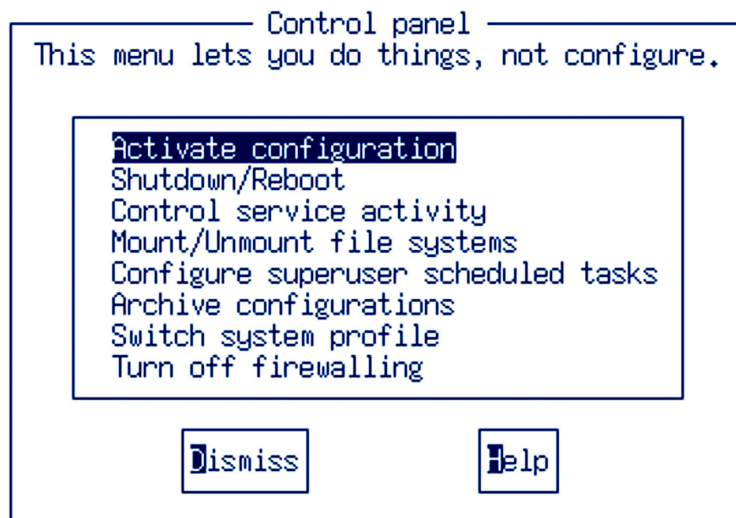 Control panel
This menu lets you do things, not configure.
Activate configuration
Shutdown/Reboot
Control service activity
Mount/Unmount file systems
Configure superuser scheduled tasks
Archive configurations
Switch system profile
Turn off firewalling
Dismiss Help